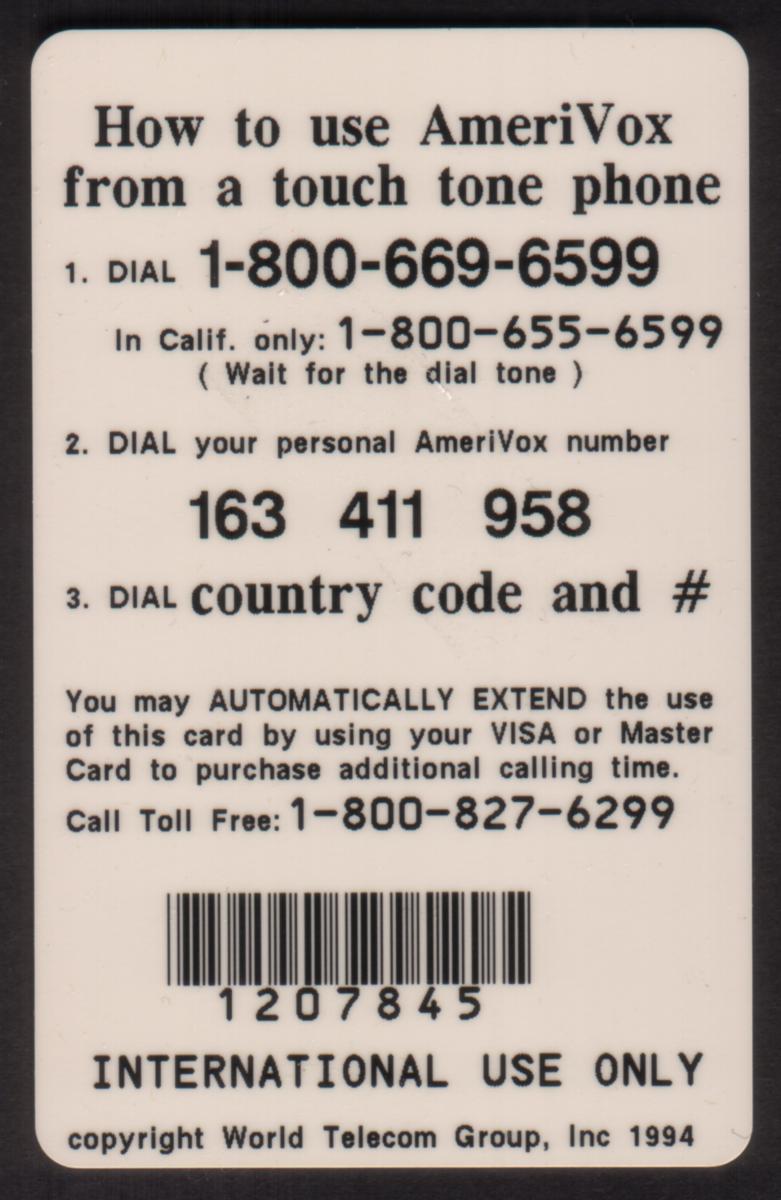 How to use AmeriVox
from a touch tone phone
1. DIAL 1-800-669-6599
In Calif. only: 1-800-655-6599
( Wait for the dial tone )
2. DIAL your personal AmeriVox number
163 411 958
3. DIAL country code and #
You may AUTOMATICALLY EXTEND the use
of this card by using your VISA or Master
Card to purchase additional calling time.
Call Toll Free: 1-800-827-6299
1207845
INTERNATIONAL USE ONLY
copyright World Telecom Group, Inc 1994